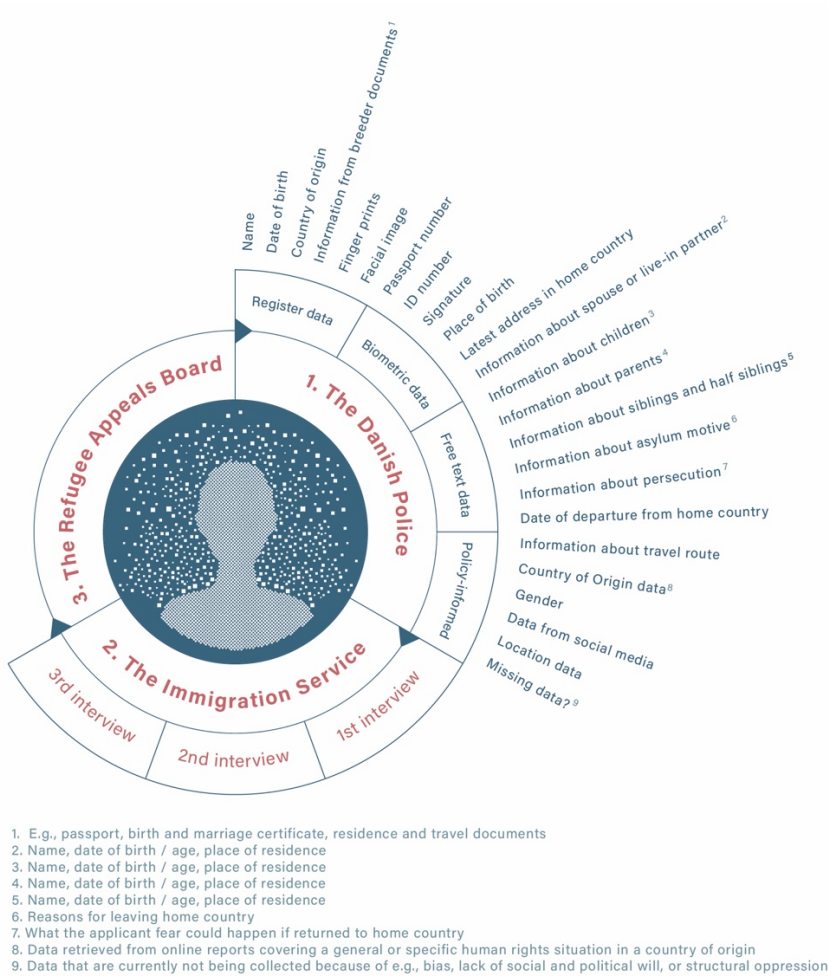 Name
Date of birth
Country of origin
Information from breeder documents¹
Finger prints
Facial image
Passport number
ID number
Signature
Place of birth
Latest address in home country
Information about spouse or live-in partner²
Information about children³
Information about parents⁴
Information about siblings and half siblings⁵
Information about asylum motive⁶
Information about persecution⁷
Date of departure from home country
Information about travel route
Country of Origin data⁸
Gender
Data from social media
Location data
Missing data?⁹
Register data
Biometric data
Free text data
Policy-informed
1. The Danish Police
2. The Immigration Service
3. The Refugee Appeals Board
1st interview
2nd interview
3rd interview
1. E.g., passport, birth and marriage certificate, residence and travel documents
2. Name, date of birth / age, place of residence
3. Name, date of birth / age, place of residence
4. Name, date of birth / age, place of residence
5. Name, date of birth / age, place of residence
6. Reasons for leaving home country
7. What the applicant fear could happen if returned to home country
8. Data retrieved from online reports covering a general or specific human rights situation in a country of origin
9. Data that are currently not being collected because of e.g., bias, lack of social and political will, or structural oppression